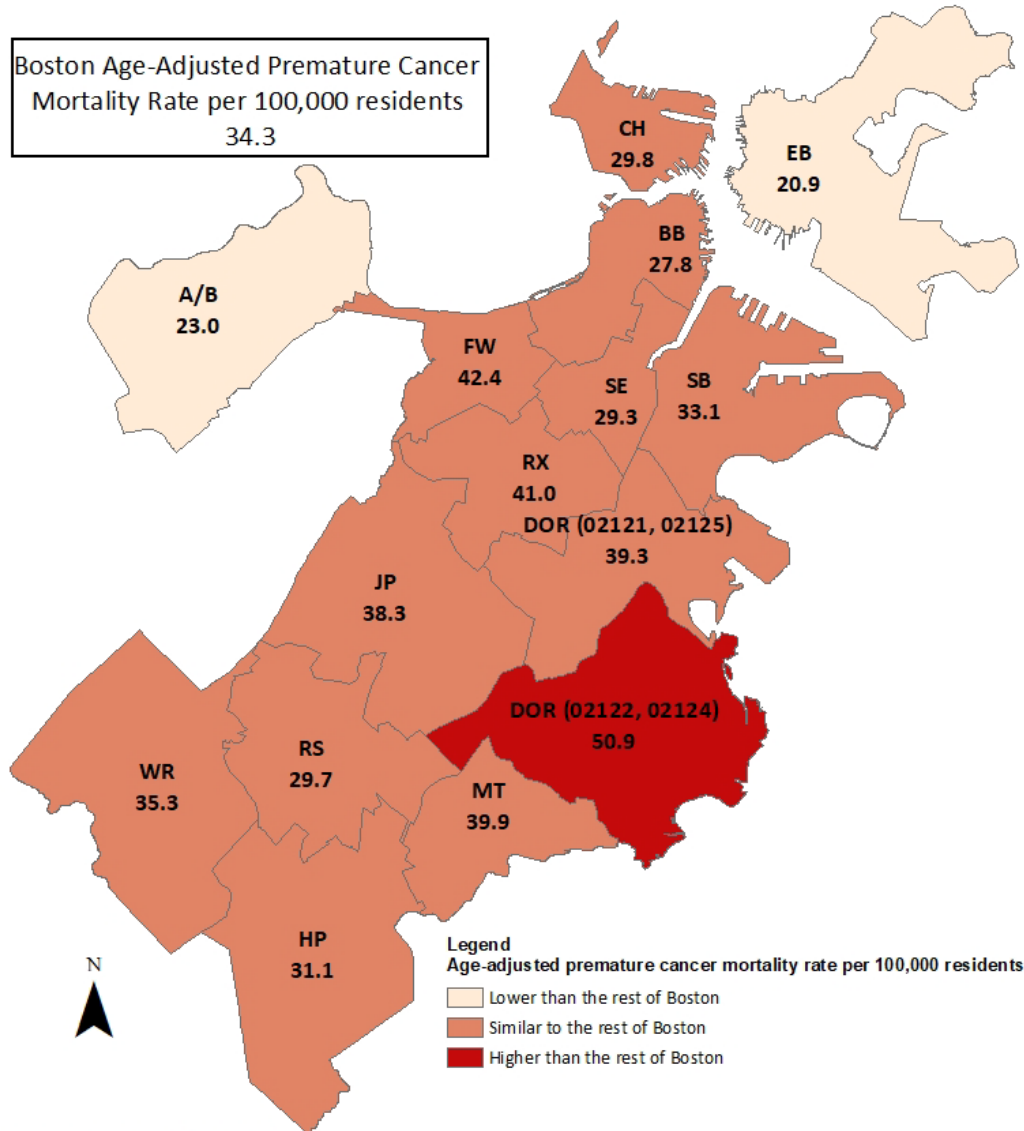 Boston Age-Adjusted Premature Cancer
Mortality Rate per 100,000 residents
34.3
CH
29.8
EB
20.9
BB
27.8
A/B
23.0
FW
42.4
SE
29.3
SB
33.1
RX
41.0
DOR (02121, 02125)
39.3
JP
38.3
DOR (02122, 02124)
50.9
RS
29.7
WR
35.3
MT
39.9
HP
31.1
N
Legend
Age-adjusted premature cancer mortality rate per 100,000 residents
Lower than the rest of Boston
Similar to the rest of Boston
Higher than the rest of Boston